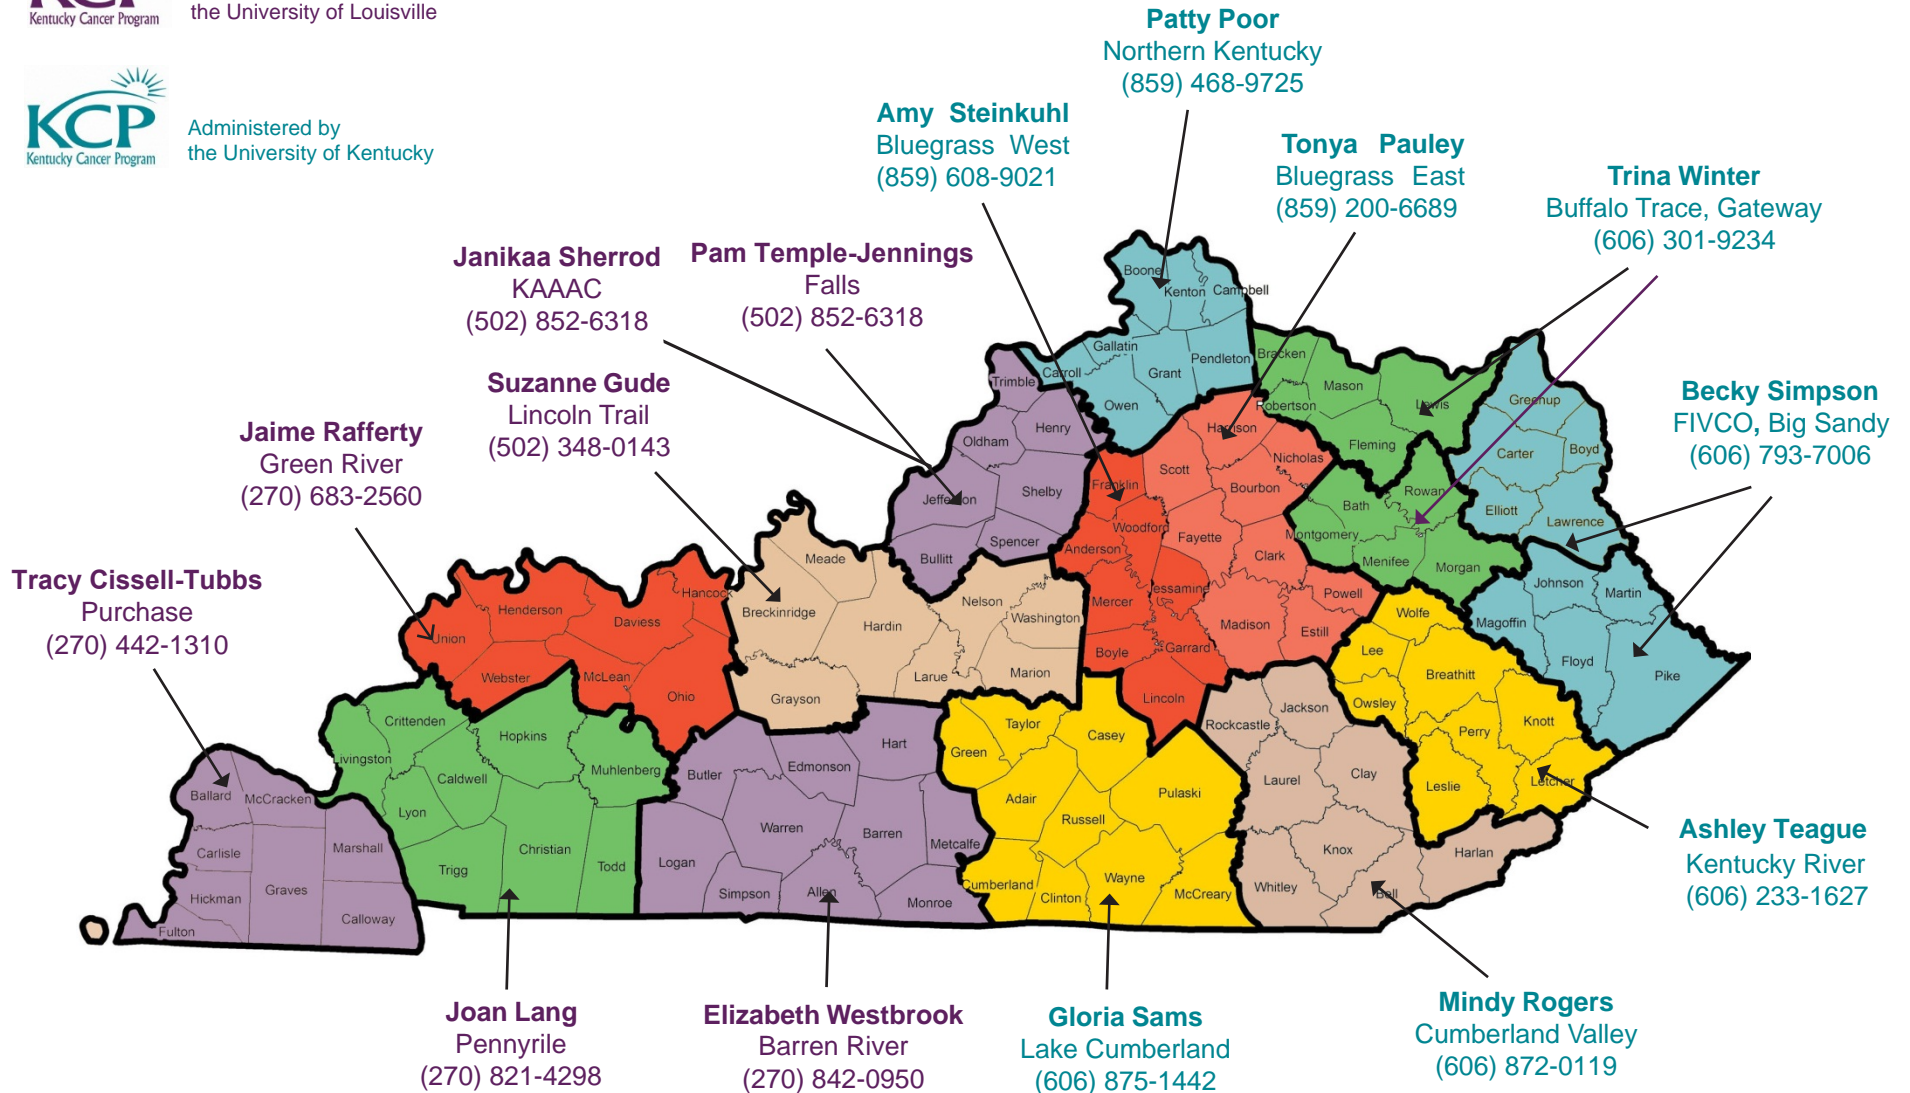 KCP
Kentucky Cancer Program
the University of Louisville
KCP
Kentucky Cancer Program
Administered by
the University of Kentucky
Patty Poor
Northern Kentucky
(859) 468-9725
Amy Steinkuhl
Bluegrass West
(859) 608-9021
Tonya Pauley
Bluegrass East
(859) 200-6689
Trina Winter
Buffalo Trace, Gateway
(606) 301-9234
Janikaa Sherrod
KAAAC
(502) 852-6318
Pam Temple-Jennings
Falls
(502) 852-6318
Suzanne Gude
Lincoln Trail
(502) 348-0143
Jaime Rafferty
Green River
(270) 683-2560
Becky Simpson
FIVCO, Big Sandy
(606) 793-7006
Tracy Cissell-Tubbs
Purchase
(270) 442-1310
Ashley Teague
Kentucky River
(606) 233-1627
Joan Lang
Pennyrile
(270) 821-4298
Elizabeth Westbrook
Barren River
(270) 842-0950
Gloria Sams
Lake Cumberland
(606) 875-1442
Mindy Rogers
Cumberland Valley
(606) 872-0119
Boone
Kenton
Campbell
Gallatin
Carroll
Grant
Pendleton
Owen
Bracken
Mason
Robertson
Lewis
Fleming
Greenup
Carter
Boyd
Elliott
Lawrence
Trimble
Henry
Oldham
Jefferson
Shelby
Spencer
Bullitt
Harrison
Nicholas
Scott
Bourbon
Fayette
Clark
Powell
Madison
Estill
Franklin
Woodford
Anderson
Jessamine
Mercer
Boyle
Garrard
Lincoln
Rowan
Bath
Montgomery
Menifee
Morgan
Johnson
Martin
Magoffin
Floyd
Pike
Wolfe
Lee
Breathitt
Owsley
Knott
Perry
Leslie
Letcher
Meade
Breckinridge
Hardin
Nelson
Washington
Larue
Marion
Grayson
Hancock
Henderson
Daviess
Union
Webster
McLean
Ohio
Crittenden
Hopkins
Livingston
Caldwell
Muhlenberg
Lyon
Christian
Trigg
Todd
Ballard
McCracken
Carlisle
Marshall
Hickman
Graves
Calloway
Fulton
Butler
Edmonson
Hart
Warren
Barren
Metcalfe
Logan
Simpson
Allen
Monroe
Taylor
Green
Casey
Adair
Russell
Pulaski
Cumberland
Clinton
Wayne
McCreary
Rockcastle
Jackson
Laurel
Clay
Knox
Whitley
Bell
Harlan